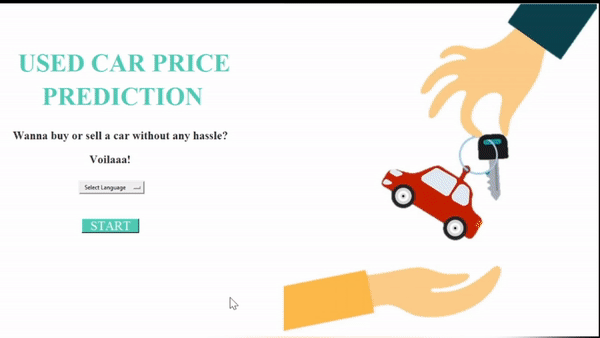 USED CAR PRICE
PREDICTION
Wanna buy or sell a car without any hassle?
Voilaaa!
Select Language
START